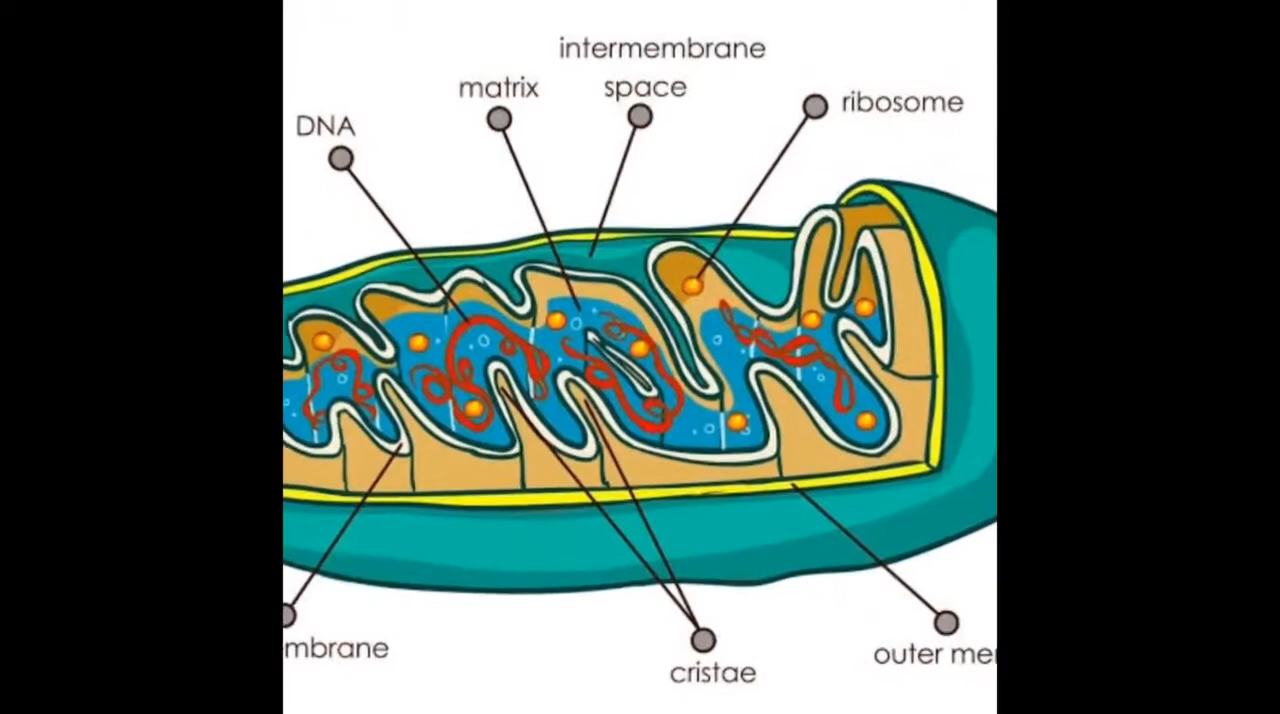 intermembrane
space
matrix
ribosome
DNA
mbrane
outer me
cristae